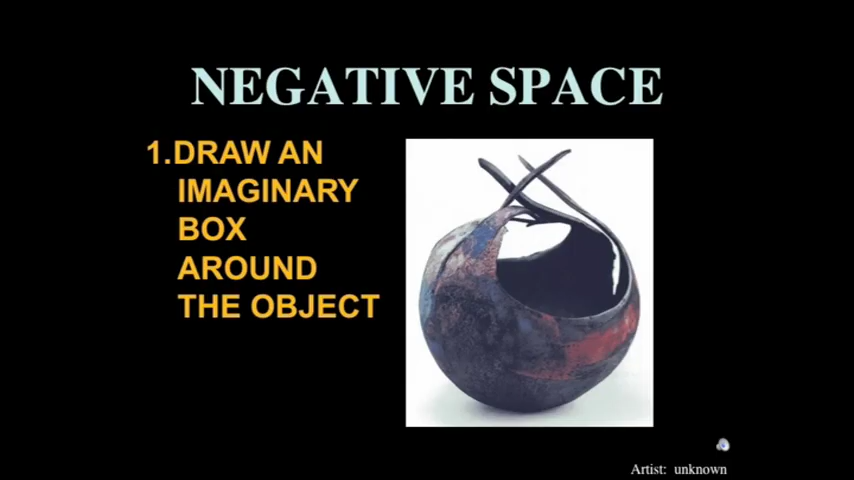 NEGATIVE SPACE
1.DRAW AN
IMAGINARY
BOX
AROUND
THE OBJECT
Artist: unknown